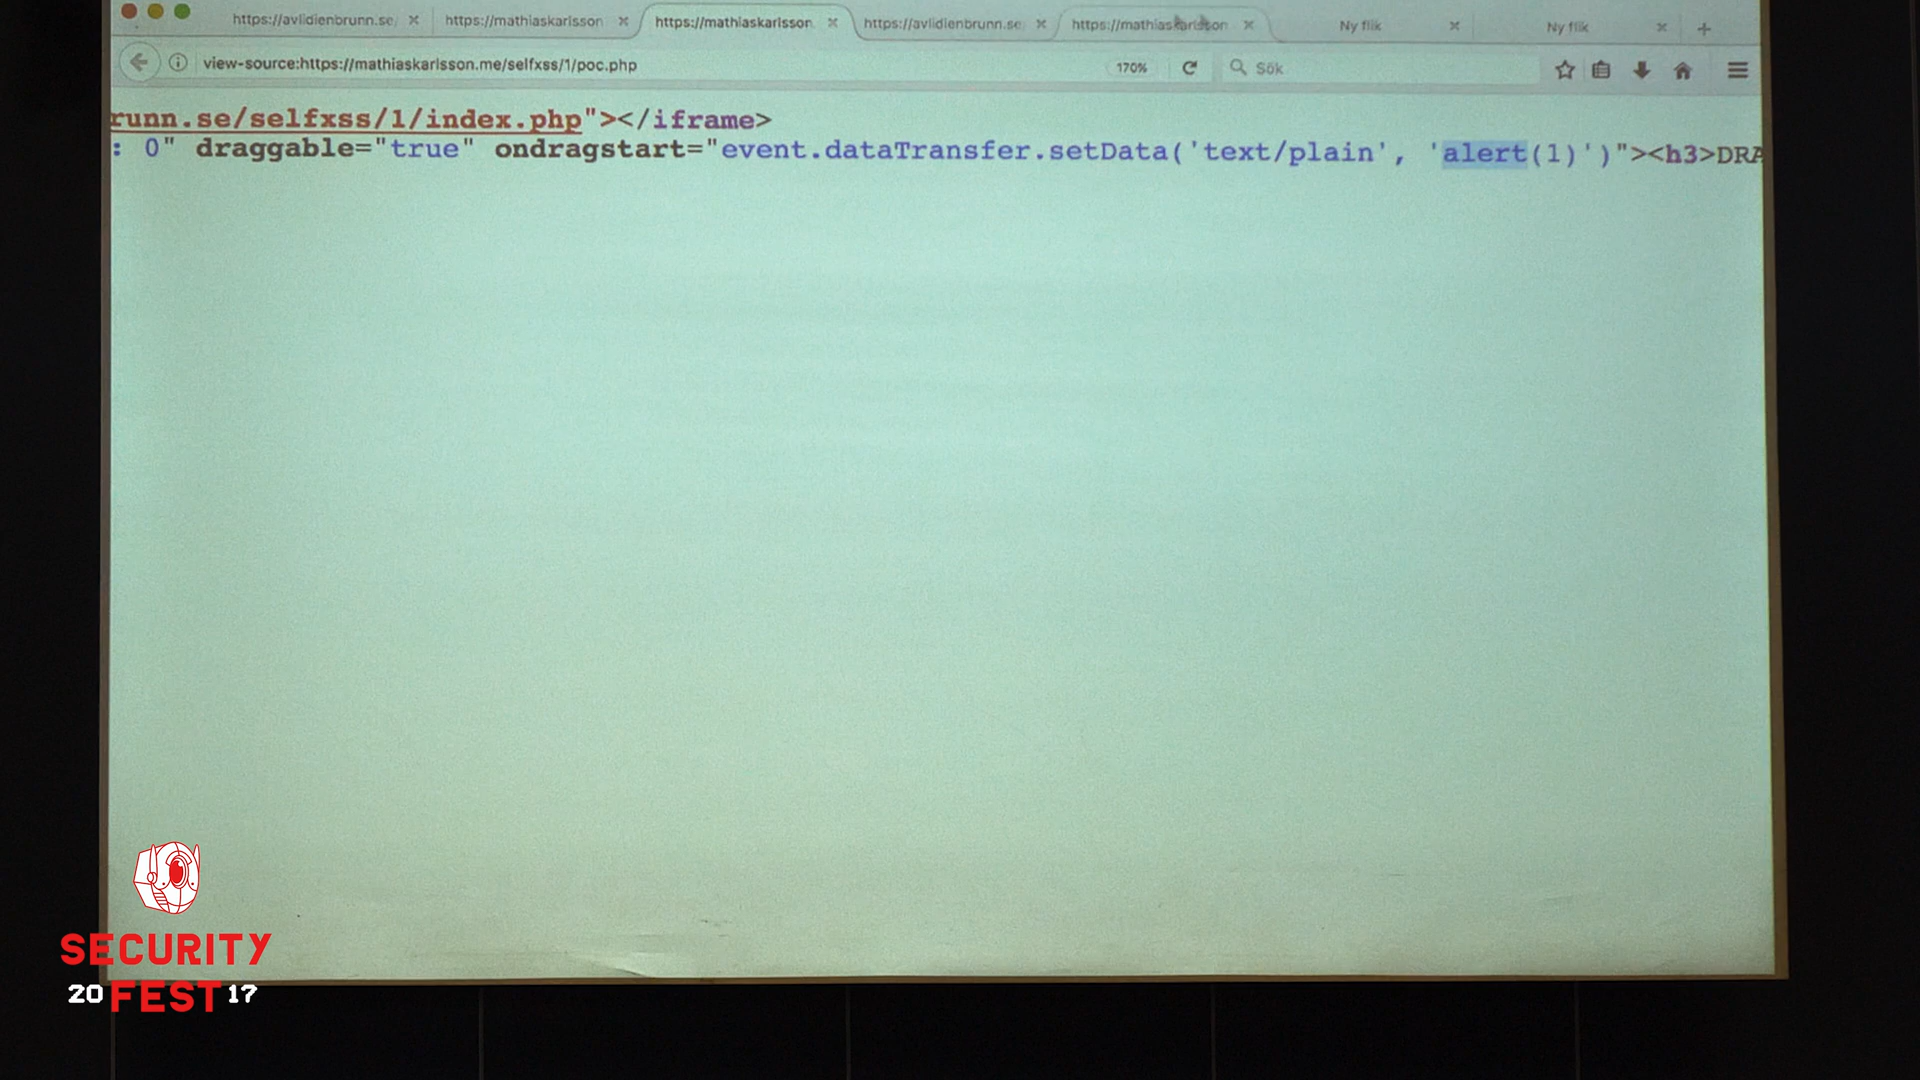 https://avlidienbrunn.se/ https://mathiaskarlsson https://mathiaskarlsson. https://avlidienbrunn.se/ https://mathiaskarlsson Ny flik Ny flik
view-source:https://mathiaskarlsson.me/selfxss/1/poc.php 170% Sök
runn.se/selfxss/1/index.php"></iframe>
: 0" draggable="true" ondragstart="event.dataTransfer.setData('text/plain', 'alert(1)')"><h3>DRA
SECURITY
20 FEST 17